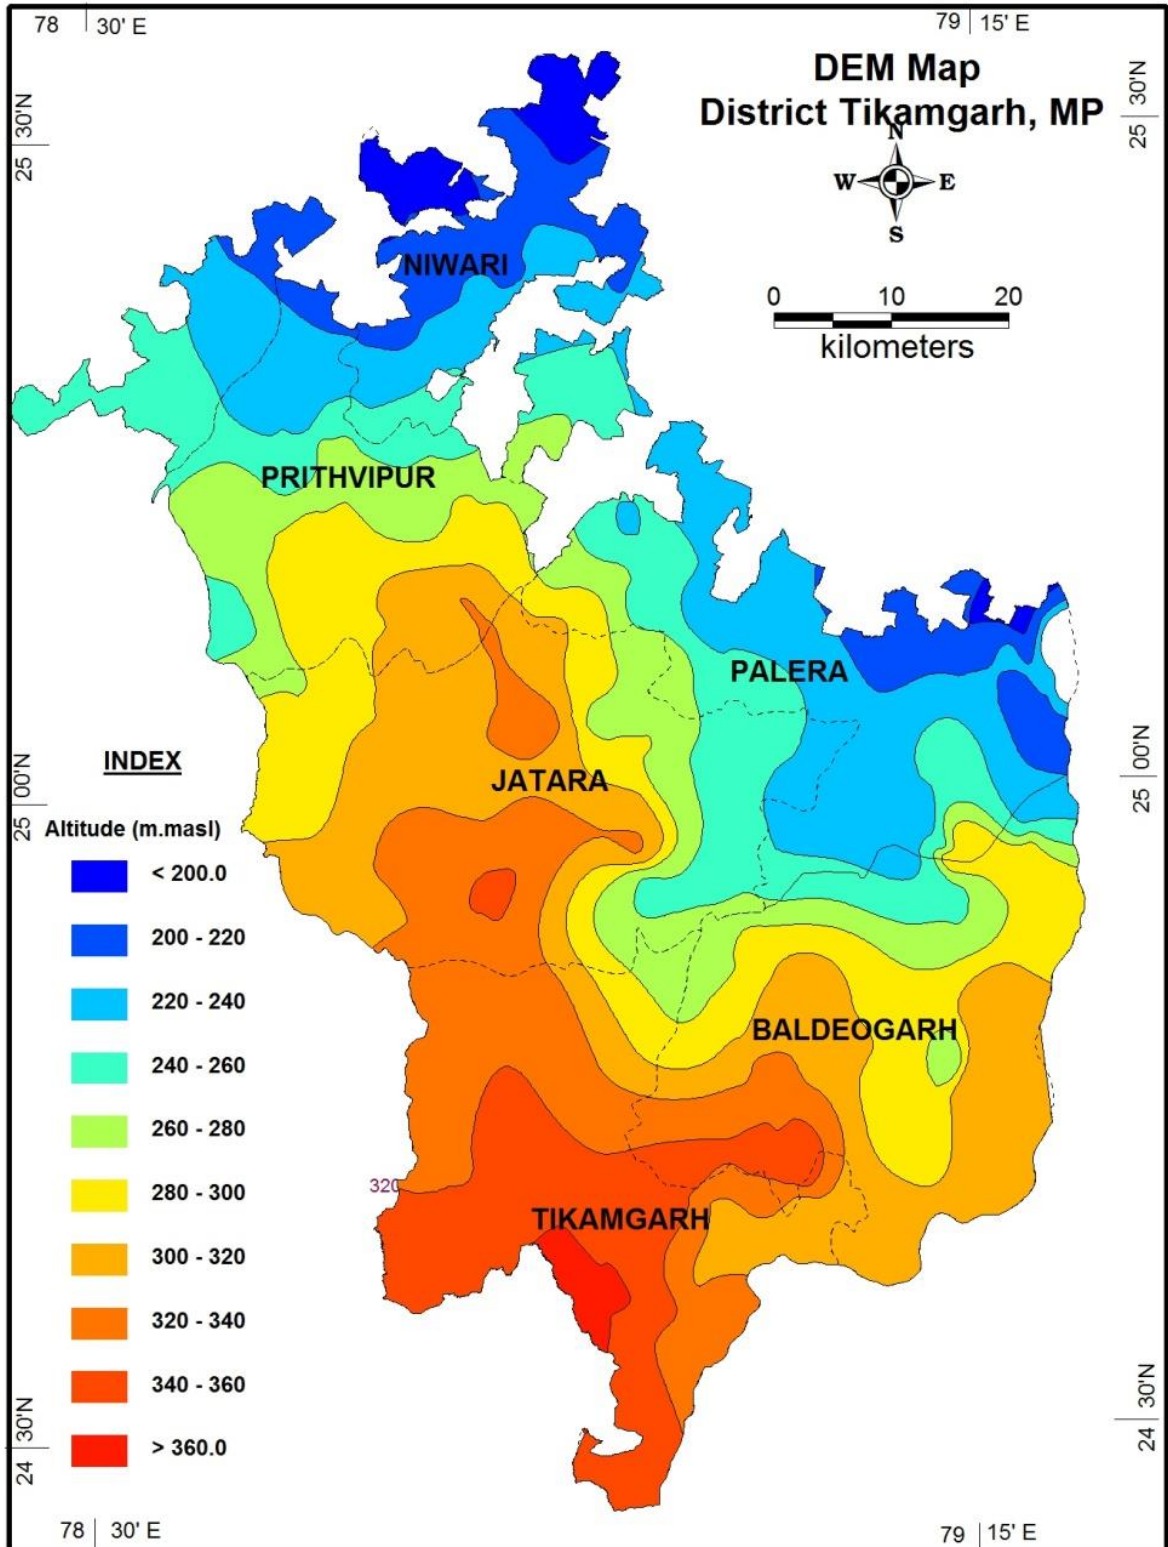 78 30' E
79 15' E
DEM Map
District Tikamgarh, MP
25 30'N
25 30'N
N
W E
S
0 10 20
kilometers
NIWARI
PRITHVIPUR
PALERA
JATARA
25 00'N
25 00'N
INDEX
Altitude (m.masl)
< 200.0
200 - 220
220 - 240
240 - 260
260 - 280
280 - 300
300 - 320
320 - 340
340 - 360
> 360.0
BALDEOGARH
320
TIKAMGARH
24 30'N
24 30'N
78 30' E
79 15' E